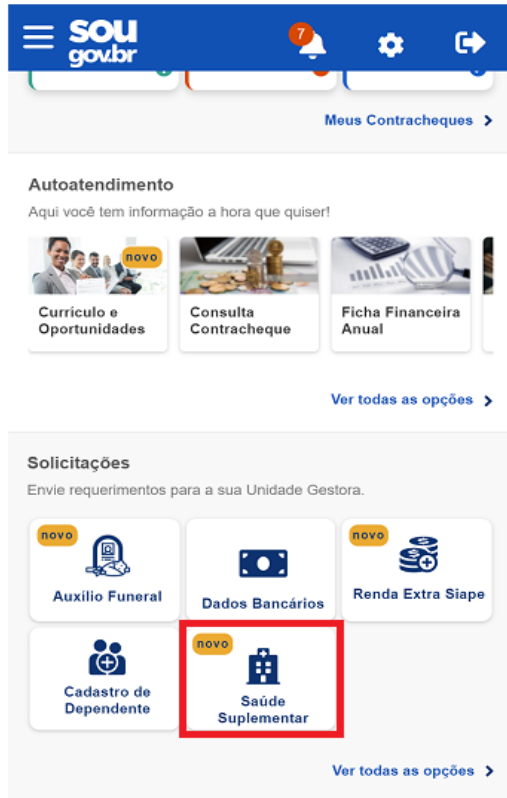 sou
gov.br
7
Meus Contracheques
Autoatendimento
Aqui você tem informação a hora que quiser!
novo
Currículo e
Oportunidades
Consulta
Contracheque
Ficha Financeira
Anual
Ver todas as opções
Solicitações
Envie requerimentos para a sua Unidade Gestora.
novo
Auxílio Funeral
Dados Bancários
novo
Renda Extra Siape
Cadastro de
Dependente
novo
Saúde
Suplementar
Ver todas as opções